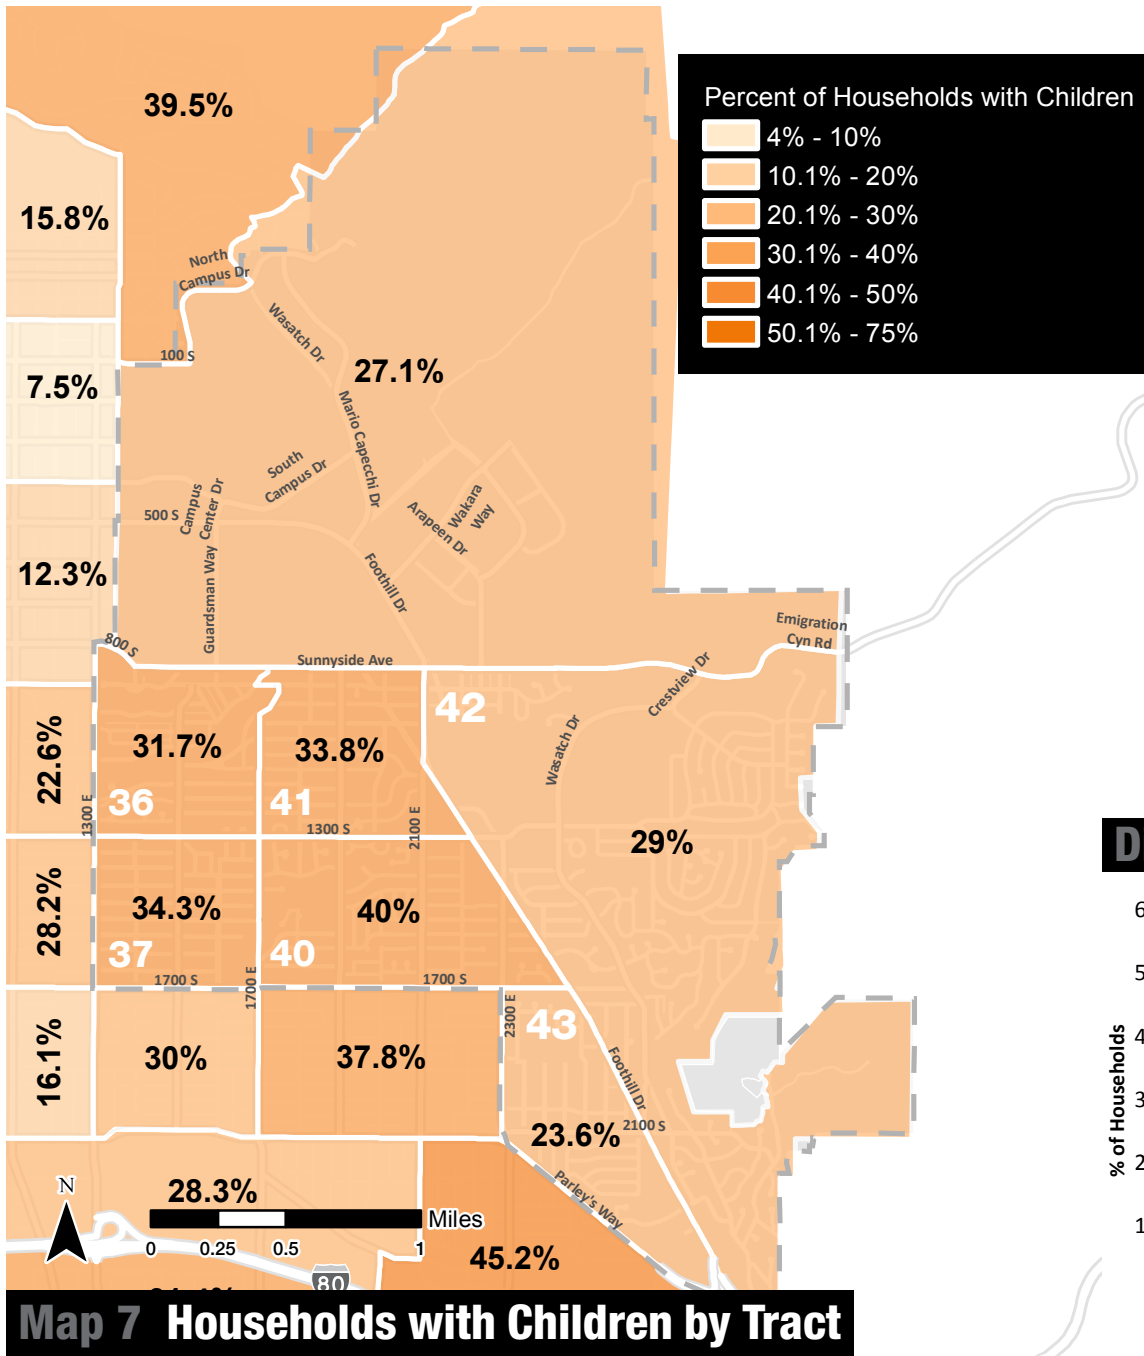 39.5%
Percent of Households with Children
4% - 10%
10.1% - 20%
20.1% - 30%
30.1% - 40%
40.1% - 50%
50.1% - 75%
15.8%
North
Campus Dr
Wasatch Dr
100 S
7.5%
27.1%
Mario Capecchi Dr
South
Campus Dr
Campus
Center Dr
500 S
Arapeen Dr
Wakara
Way
12.3%
Guardsman Way
Foothill Dr
Emigration
Cyn Rd
800 S
Sunnyside Ave
Crestview Dr
42
22.6%
31.7%
33.8%
Wasatch Dr
36
41
1300 E
1300 S
2100 E
29%
D
28.2%
34.3%
40%
37
40
1700 S
1700 E
1700 S
2300 E
43
16.1%
30%
37.8%
Foothill Dr
2100 S
23.6%
6
5
4
3
2
1
% of Households
N
28.3%
Parley's Way
Miles
0 0.25 0.5 1
45.2%
80
Map 7 Households with Children by Tract